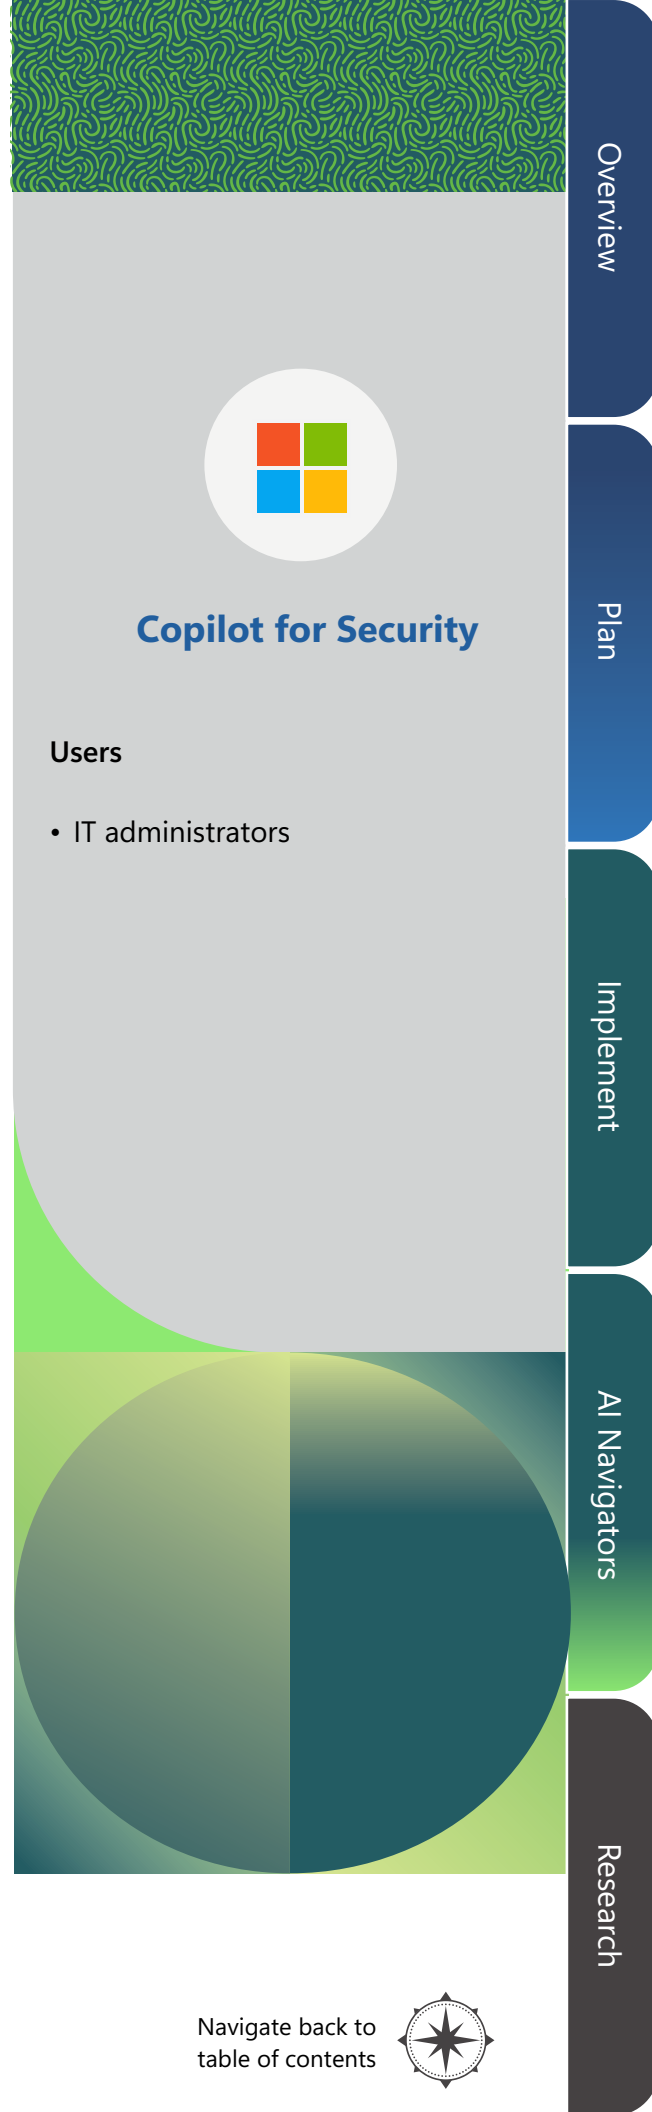 Copilot for Security
Users
• IT administrators
Navigate back to
table of contents
Overview
Plan
Implement
AI Navigators
Research